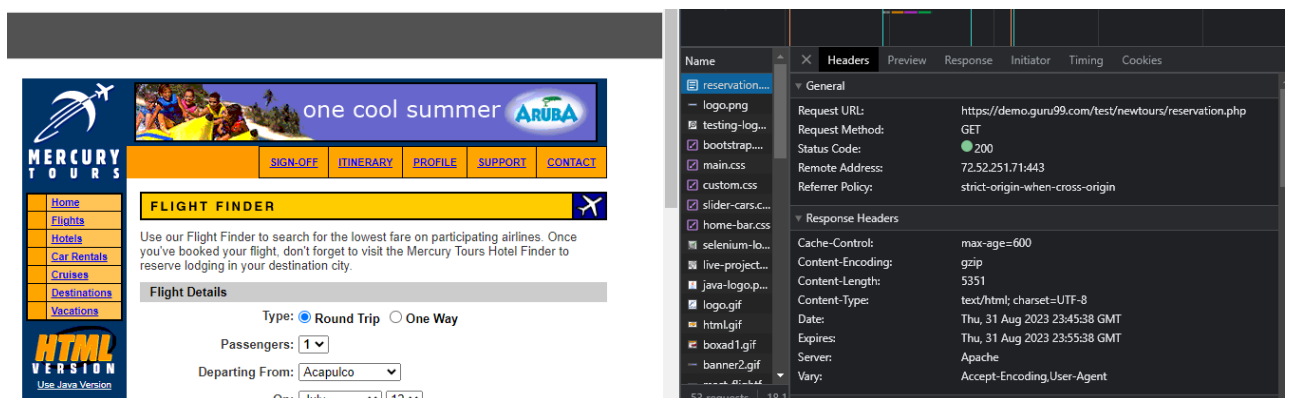 one cool summer ARUBA
MERCURY
TOURS
SIGN-OFF ITINERARY PROFILE SUPPORT CONTACT
Home
Flights
Hotels
Car Rentals
Cruises
Destinations
Vacations
HTML
VERSION
Use Java Version
FLIGHT FINDER
Use our Flight Finder to search for the lowest fare on participating airlines. Once
you've booked your flight, don't forget to visit the Mercury Tours Hotel Finder to
reserve lodging in your destination city.
Flight Details
Type: Round Trip One Way
Passengers: 1
Departing From: Acapulco
On: July 12
Name
reservation....
logo.png
testing-log...
bootstrap....
main.css
custom.css
slider-cars.c...
home-bar.css
selenium-lo...
live-project...
java-logo.p...
logo.gif
html.gif
boxad1.gif
banner2.gif
53 requests
Headers Preview Response Initiator Timing Cookies
General
Request URL: https://demo.guru99.com/test/newtours/reservation.php
Request Method: GET
Status Code: 200
Remote Address: 72.52.251.71:443
Referrer Policy: strict-origin-when-cross-origin
Response Headers
Cache-Control: max-age=600
Content-Encoding: gzip
Content-Length: 5351
Content-Type: text/html; charset=UTF-8
Date: Thu, 31 Aug 2023 23:45:38 GMT
Expires: Thu, 31 Aug 2023 23:55:38 GMT
Server: Apache
Vary: Accept-Encoding,User-Agent